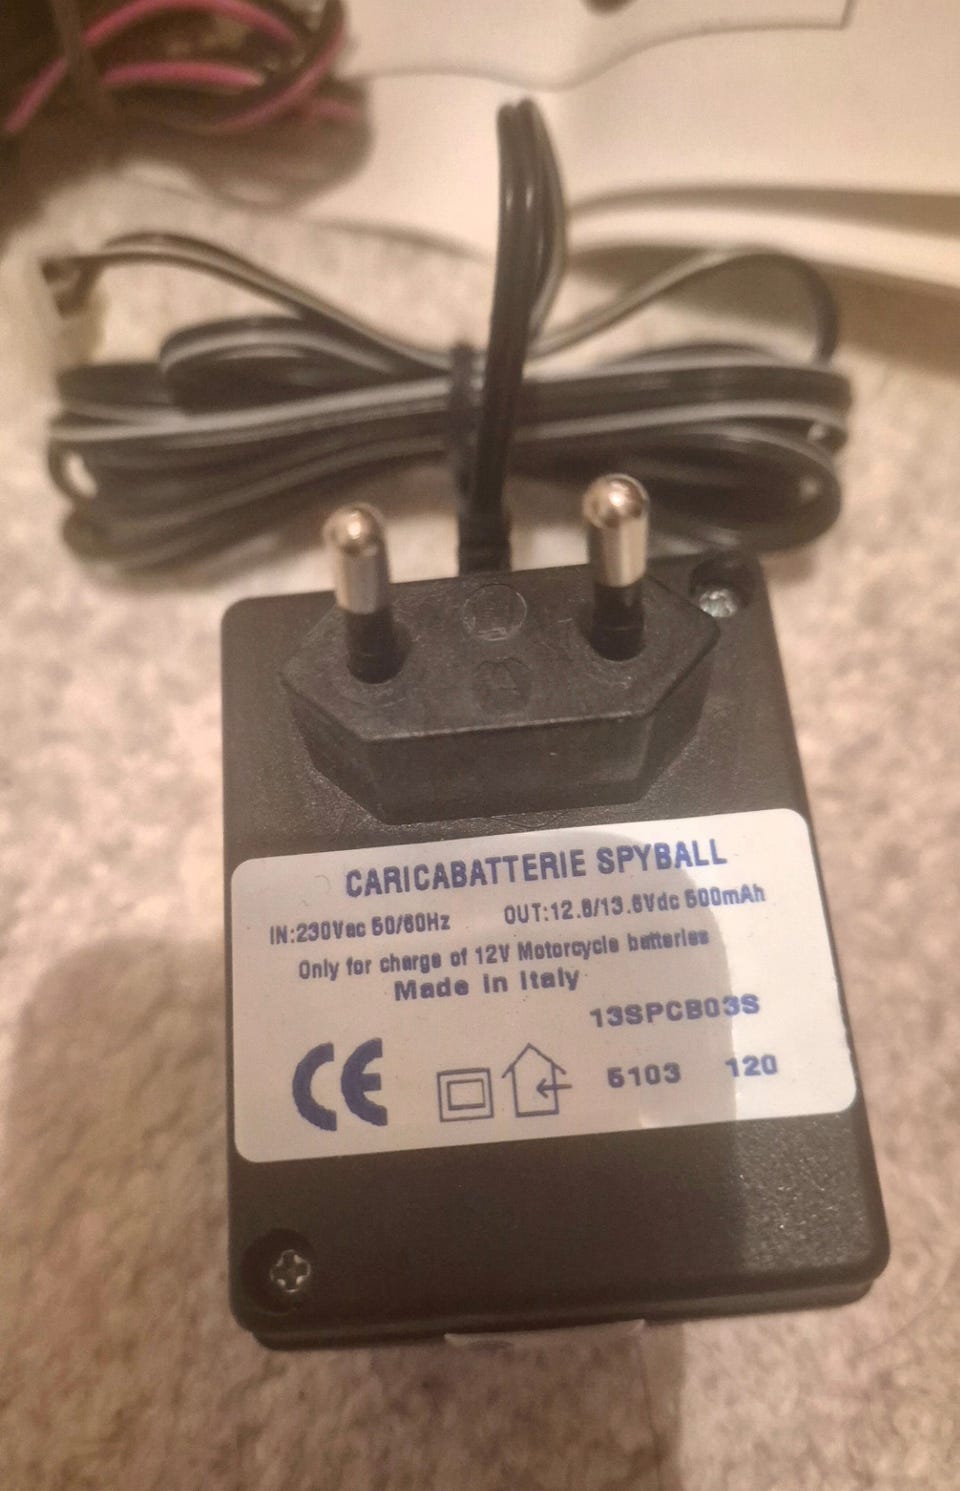 CARICABATTERIE SPYBALL
IN:230Vac 50/60Hz OUT:12.8/13.6Vdc 500mAh
Only for charge of 12V Motorcycle batteries
Made in Italy
13SPCB03S
CE 5103 120